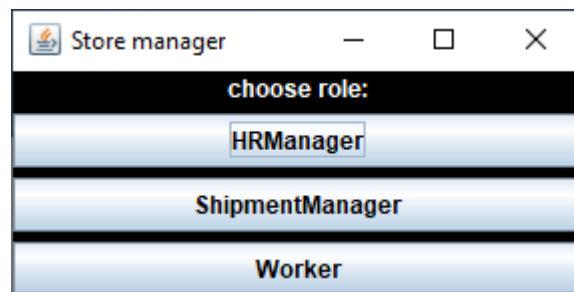 Store manager
choose role:
HRManager
ShipmentManager
Worker